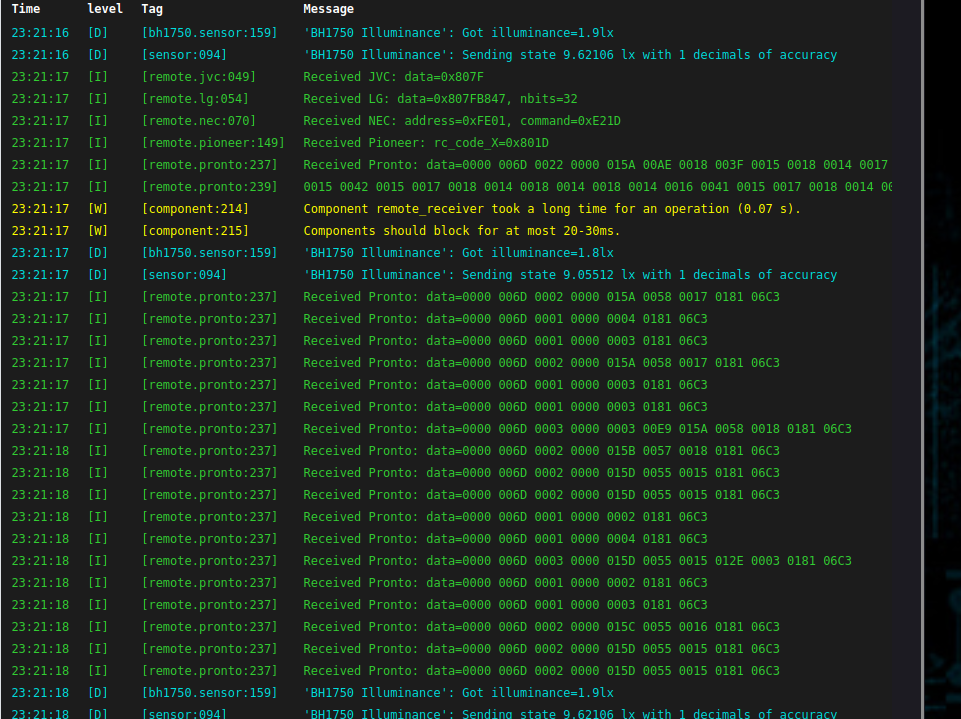 Time level Tag Message
23:21:16 [D] [bh1750.sensor:159] 'BH1750 Illuminance': Got illuminance=1.9lx
23:21:16 [D] [sensor:094] 'BH1750 Illuminance': Sending state 9.62106 lx with 1 decimals of accuracy
23:21:17 [I] [remote.jvc:049] Received JVC: data=0x807F
23:21:17 [I] [remote.lg:054] Received LG: data=0x807FB847, nbits=32
23:21:17 [I] [remote.nec:070] Received NEC: address=0xFE01, command=0xE21D
23:21:17 [I] [remote.pioneer:149] Received Pioneer: rc_code_X=0x801D
23:21:17 [I] [remote.pronto:237] Received Pronto: data=0000 006D 0022 0000 015A 00AE 0018 003F 0015 0018 0014 0017
23:21:17 [I] [remote.pronto:239] 0015 0042 0015 0017 0018 0014 0018 0014 0018 0014 0016 0041 0015 0017 0018 0014
23:21:17 [W] [component:214] Component remote_receiver took a long time for an operation (0.07 s).
23:21:17 [W] [component:215] Components should block for at most 20-30ms.
23:21:17 [D] [bh1750.sensor:159] 'BH1750 Illuminance': Got illuminance=1.8lx
23:21:17 [D] [sensor:094] 'BH1750 Illuminance': Sending state 9.05512 lx with 1 decimals of accuracy
23:21:17 [I] [remote.pronto:237] Received Pronto: data=0000 006D 0002 0000 015A 0058 0017 0181 06C3
23:21:17 [I] [remote.pronto:237] Received Pronto: data=0000 006D 0001 0000 0004 0181 06C3
23:21:17 [I] [remote.pronto:237] Received Pronto: data=0000 006D 0001 0000 0003 0181 06C3
23:21:17 [I] [remote.pronto:237] Received Pronto: data=0000 006D 0002 0000 015A 0058 0017 0181 06C3
23:21:17 [I] [remote.pronto:237] Received Pronto: data=0000 006D 0001 0000 0003 0181 06C3
23:21:17 [I] [remote.pronto:237] Received Pronto: data=0000 006D 0001 0000 0003 0181 06C3
23:21:17 [I] [remote.pronto:237] Received Pronto: data=0000 006D 0003 0000 0003 00E9 015A 0058 0018 0181 06C3
23:21:18 [I] [remote.pronto:237] Received Pronto: data=0000 006D 0002 0000 015B 0057 0018 0181 06C3
23:21:18 [I] [remote.pronto:237] Received Pronto: data=0000 006D 0002 0000 015D 0055 0015 0181 06C3
23:21:18 [I] [remote.pronto:237] Received Pronto: data=0000 006D 0002 0000 015D 0055 0015 0181 06C3
23:21:18 [I] [remote.pronto:237] Received Pronto: data=0000 006D 0001 0000 0002 0181 06C3
23:21:18 [I] [remote.pronto:237] Received Pronto: data=0000 006D 0001 0000 0004 0181 06C3
23:21:18 [I] [remote.pronto:237] Received Pronto: data=0000 006D 0003 0000 015D 0055 0015 012E 0003 0181 06C3
23:21:18 [I] [remote.pronto:237] Received Pronto: data=0000 006D 0001 0000 0002 0181 06C3
23:21:18 [I] [remote.pronto:237] Received Pronto: data=0000 006D 0001 0000 0003 0181 06C3
23:21:18 [I] [remote.pronto:237] Received Pronto: data=0000 006D 0002 0000 015C 0055 0016 0181 06C3
23:21:18 [I] [remote.pronto:237] Received Pronto: data=0000 006D 0002 0000 015D 0055 0015 0181 06C3
23:21:18 [I] [remote.pronto:237] Received Pronto: data=0000 006D 0002 0000 015D 0055 0015 0181 06C3
23:21:18 [D] [bh1750.sensor:159] 'BH1750 Illuminance': Got illuminance=1.9lx
23:21:18 [D] [sensor:094] 'BH1750 Illuminance': Sending state 9.62106 lx with 1 decimals of accuracy